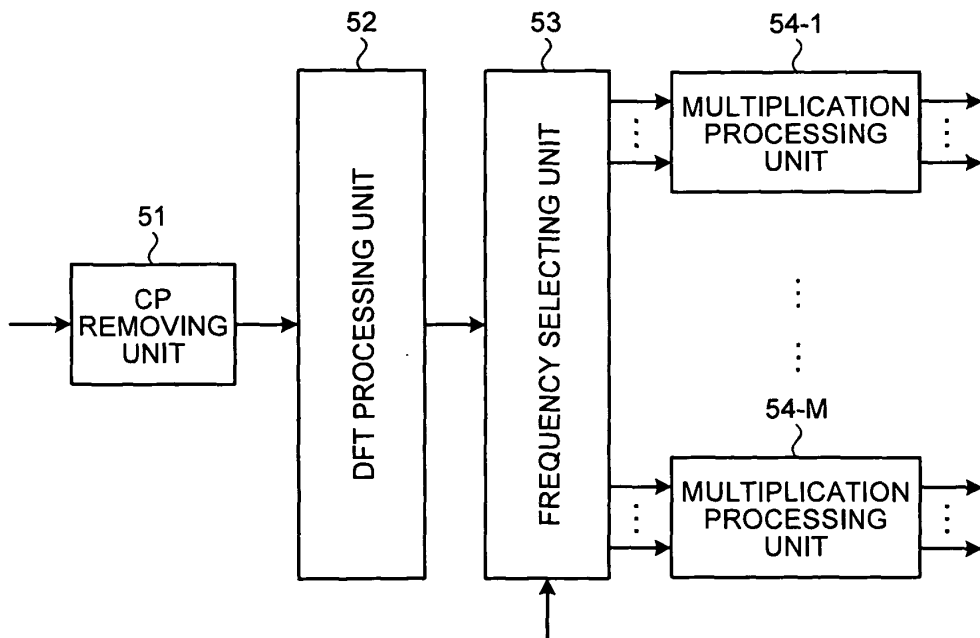 52
53
54-1
MULTIPLICATION
PROCESSING
UNIT
51
CP
REMOVING
UNIT
DFT PROCESSING UNIT
FREQUENCY SELECTING UNIT
54-M
MULTIPLICATION
PROCESSING
UNIT